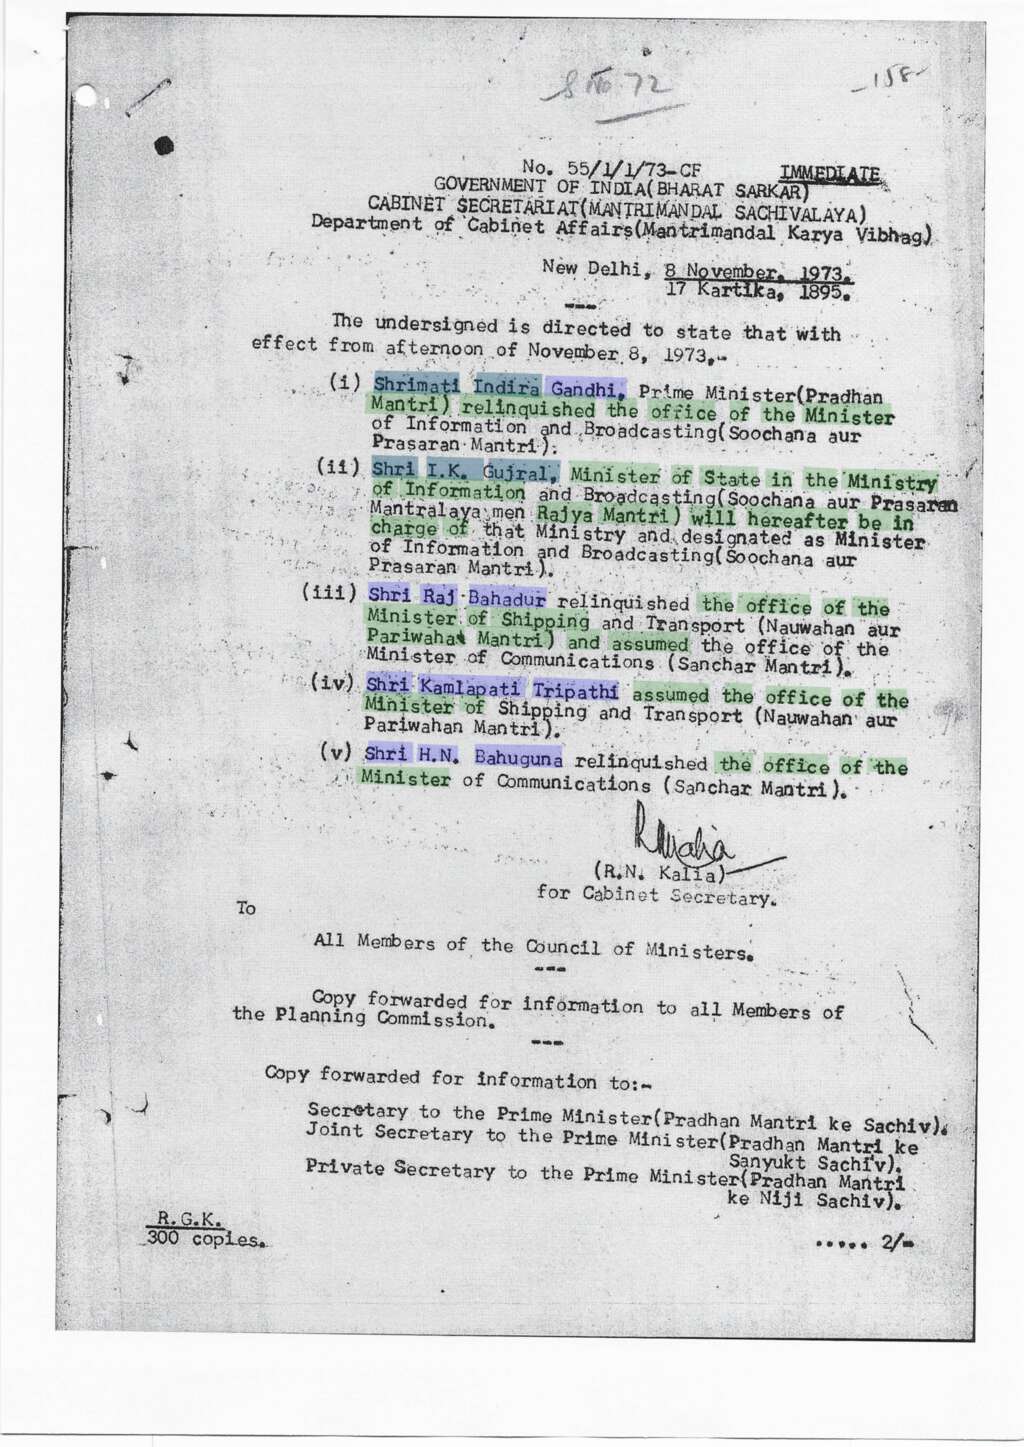 S No. 72
158
No. 55/1/1/73-CF IMMEDIATE
GOVERNMENT OF INDIA(BHARAT SARKAR)
CABINET SECRETARIAT(MANTRIMANDAL SACHIVALAYA)
Department of Cabinet Affairs(Mantrimandal Karya Vibhag)
New Delhi, 8 November, 1973.
17 Kartika, 1895.
---
The undersigned is directed to state that with
effect from afternoon of November 8, 1973,-
(i) Shrimati Indira Gandhi, Prime Minister(Pradhan
Mantri) relinquished the office of the Minister
of Information and Broadcasting(Soochana aur
Prasaran Mantri);
(ii) Shri I.K. Gujral, Minister of State in the Ministry
of Information and Broadcasting(Soochana aur Prasaran
Mantralaya men Rajya Mantri) will hereafter be in
charge of that Ministry and designated as Minister
of Information and Broadcasting(Soochana aur
Prasaran Mantri).
(iii) Shri Raj Bahadur relinquished the office of the
Minister of Shipping and Transport (Nauwahan aur
Pariwahan Mantri) and assumed the office of the
Minister of Communications (Sanchar Mantri).
(iv) Shri Kamlapati Tripathi assumed the office of the
Minister of Shipping and Transport (Nauwahan aur
Pariwahan Mantri).
(v) Shri H.N. Bahuguna relinquished the office of the
Minister of Communications (Sanchar Mantri).
RNKalia
(R.N. Kalia)
for Cabinet Secretary.
To
All Members of the Council of Ministers.
---
Copy forwarded for information to all Members of
the Planning Commission.
---
Copy forwarded for information to:-
Secretary to the Prime Minister(Pradhan Mantri ke Sachiv).
Joint Secretary to the Prime Minister(Pradhan Mantri ke
Sanyukt Sachiv).
Private Secretary to the Prime Minister(Pradhan Mantri
ke Niji Sachiv).
R.G.K.
300 copies.
..... 2/-